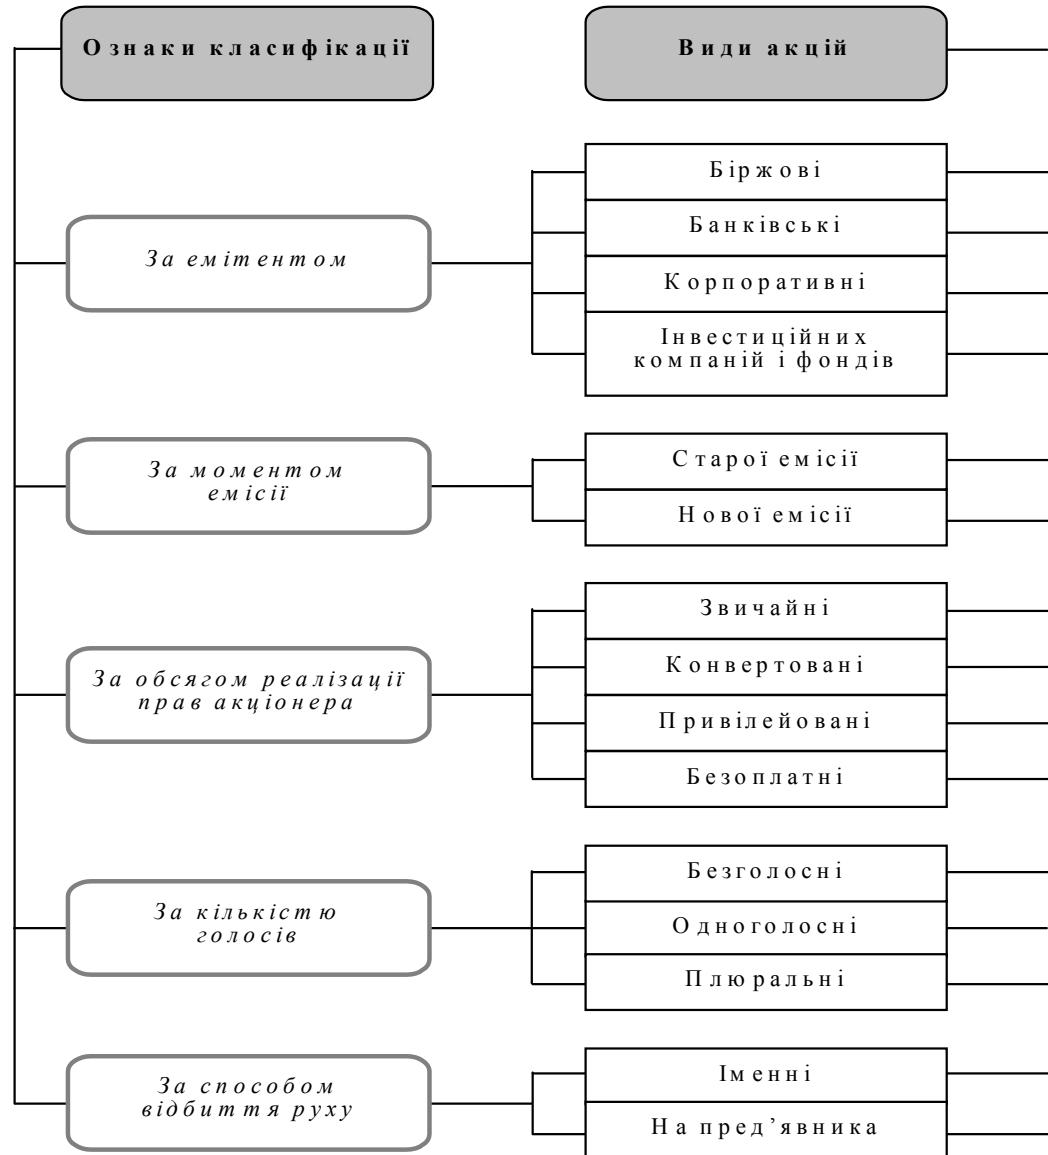 Ознаки класифікації
Види акцій
За емітентом
Біржові
Банківські
Корпоративні
Інвестиційних
компаній і фондів
За моментом
емісії
Старої емісії
Нової емісії
За обсягом реалізації
прав акціонера
Звичайні
Конвертовані
Привілейовані
Безоплатні
За кількістю
голосів
Безголосні
Одноголосні
Плюральні
За способом
відбиття руху
Іменні
На пред’явника